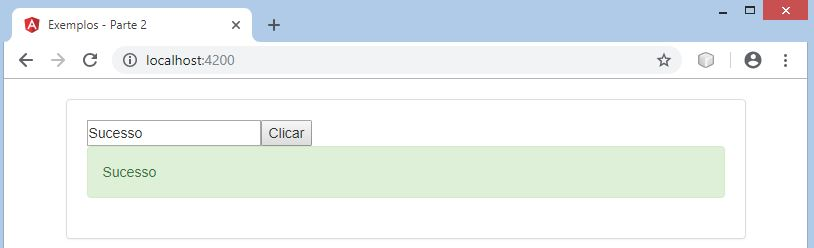 Exemplos - Parte 2
localhost:4200
Sucesso Clicar
Sucesso